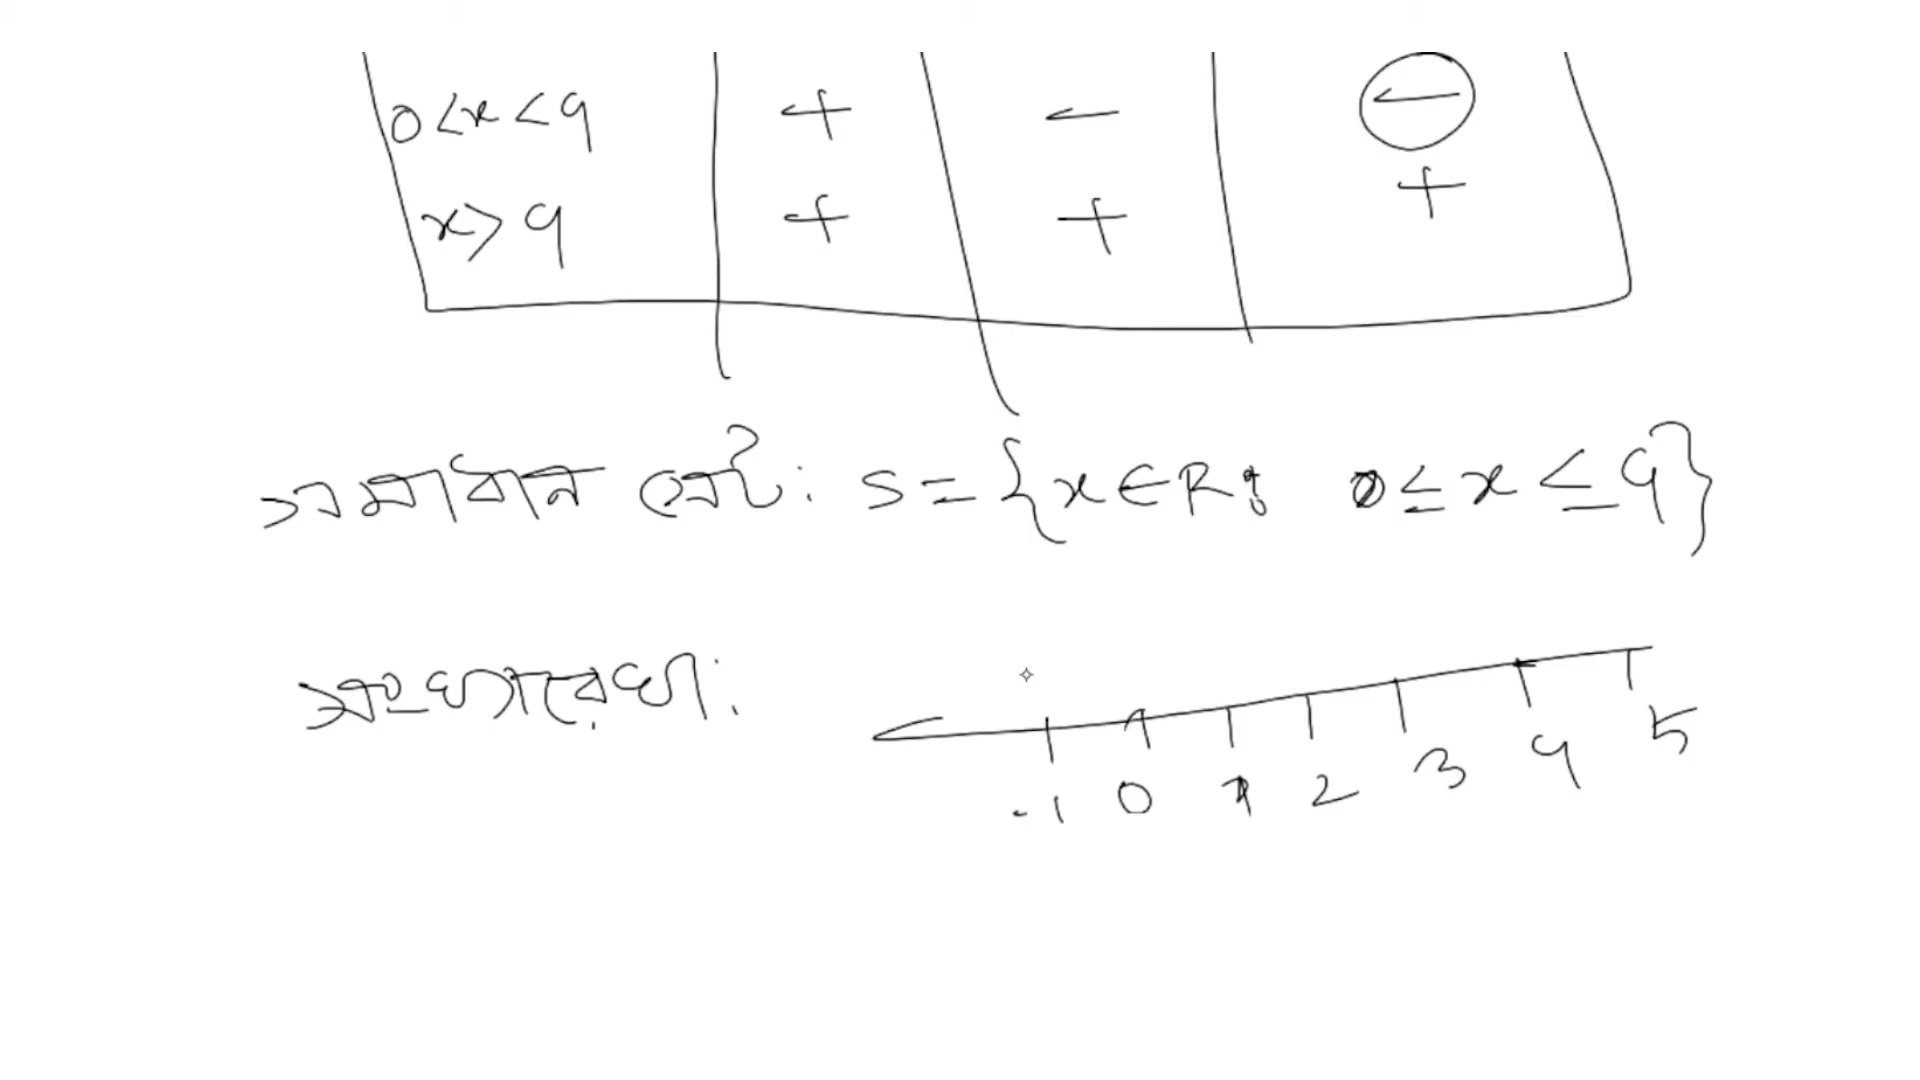 0<x<4 + - -
x>4 + + +
সমাধান সেট: S={x∈R: 0≤x≤4}
সংখ্যারেখা:
-1 0 1 2 3 4 5